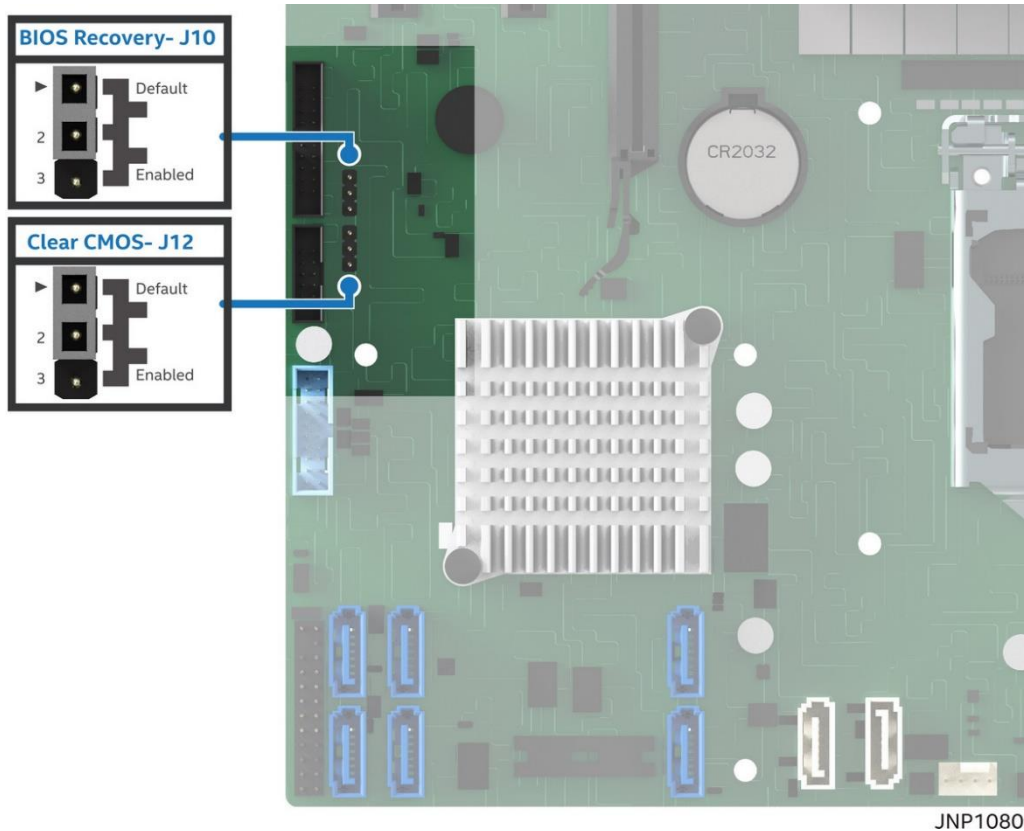 BIOS Recovery- J10
Default
2
3
Enabled
Clear CMOS- J12
Default
2
3
Enabled
CR2032
JNP1080